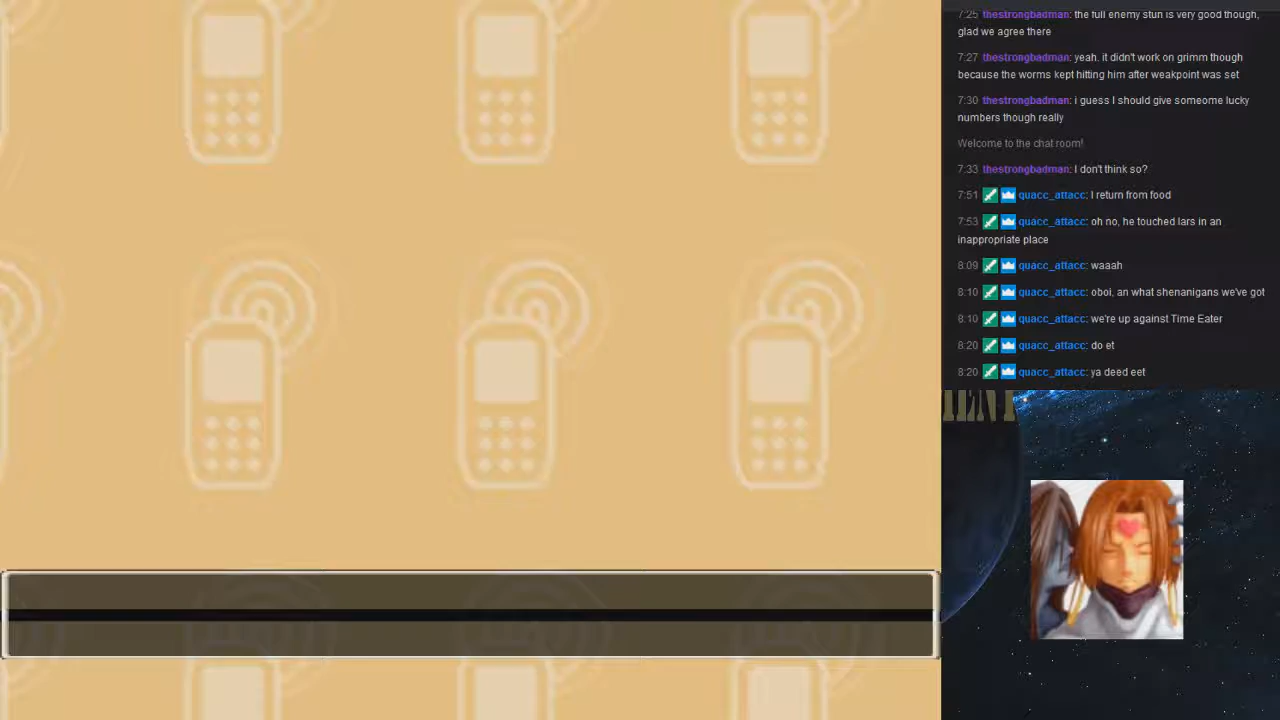 7:25 thestrongbadman: the full enemy stun is very good though,
glad we agree there
7:27 thestrongbadman: yeah. it didn't work on grimm though
because the worms kept hitting him after weakpoint was set
7:30 thestrongbadman: i guess I should give someome lucky
numbers though really
Welcome to the chat room!
7:33 thestrongbadman: I don't think so?
7:51 quacc_attacc: I return from food
7:53 quacc_attacc: oh no, he touched lars in an
inappropriate place
8:09 quacc_attacc: waaah
8:10 quacc_attacc: oboi, an what shenanigans we've got
8:10 quacc_attacc: we're up against Time Eater
8:20 quacc_attacc: do et
8:20 quacc_attacc: ya deed eet